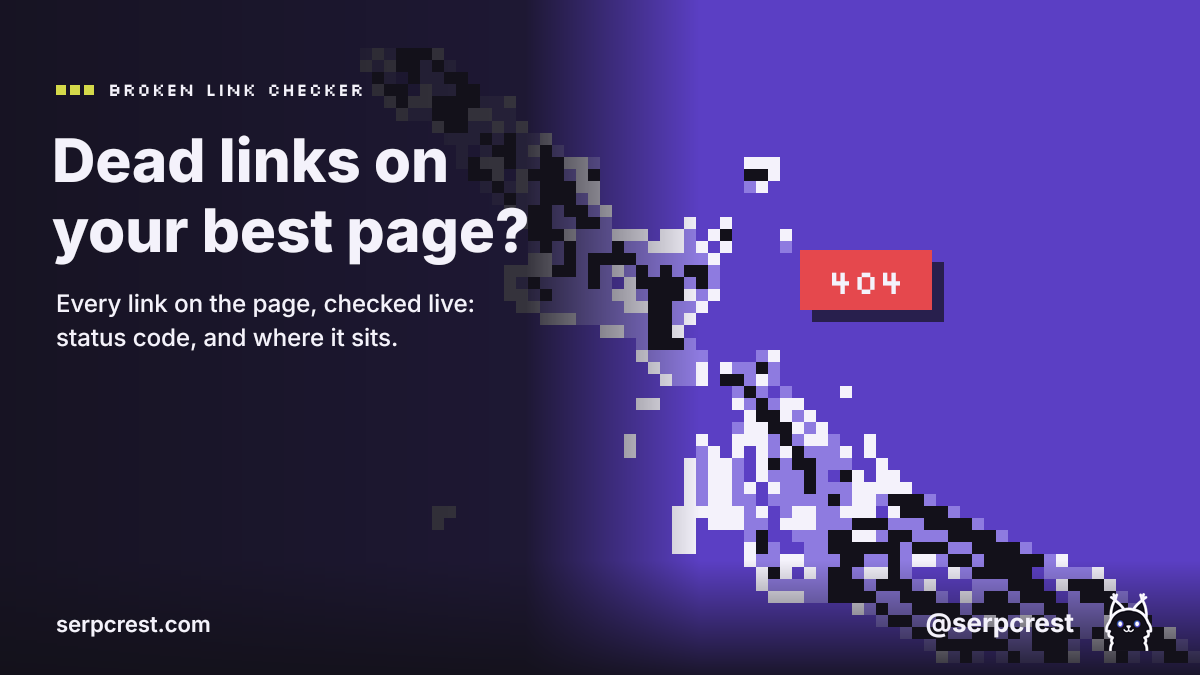 BROKEN LINK CHECKER
Dead links on
your best page?
Every link on the page, checked live:
status code, and where it sits.
404
serpcrest.com
@serpcrest